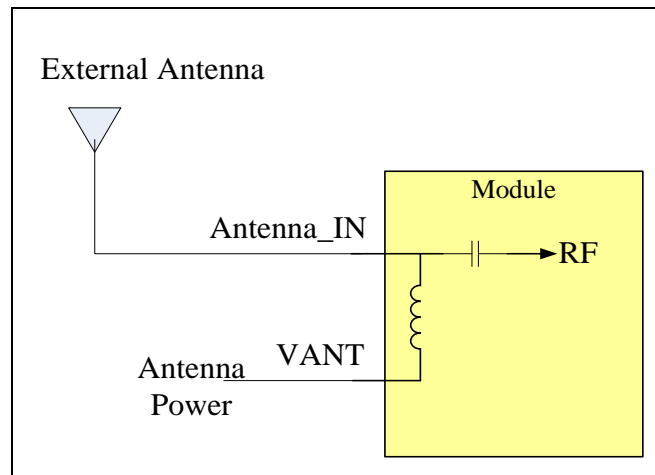 External Antenna
Module
Antenna_IN
RF
VANT
Antenna
Power